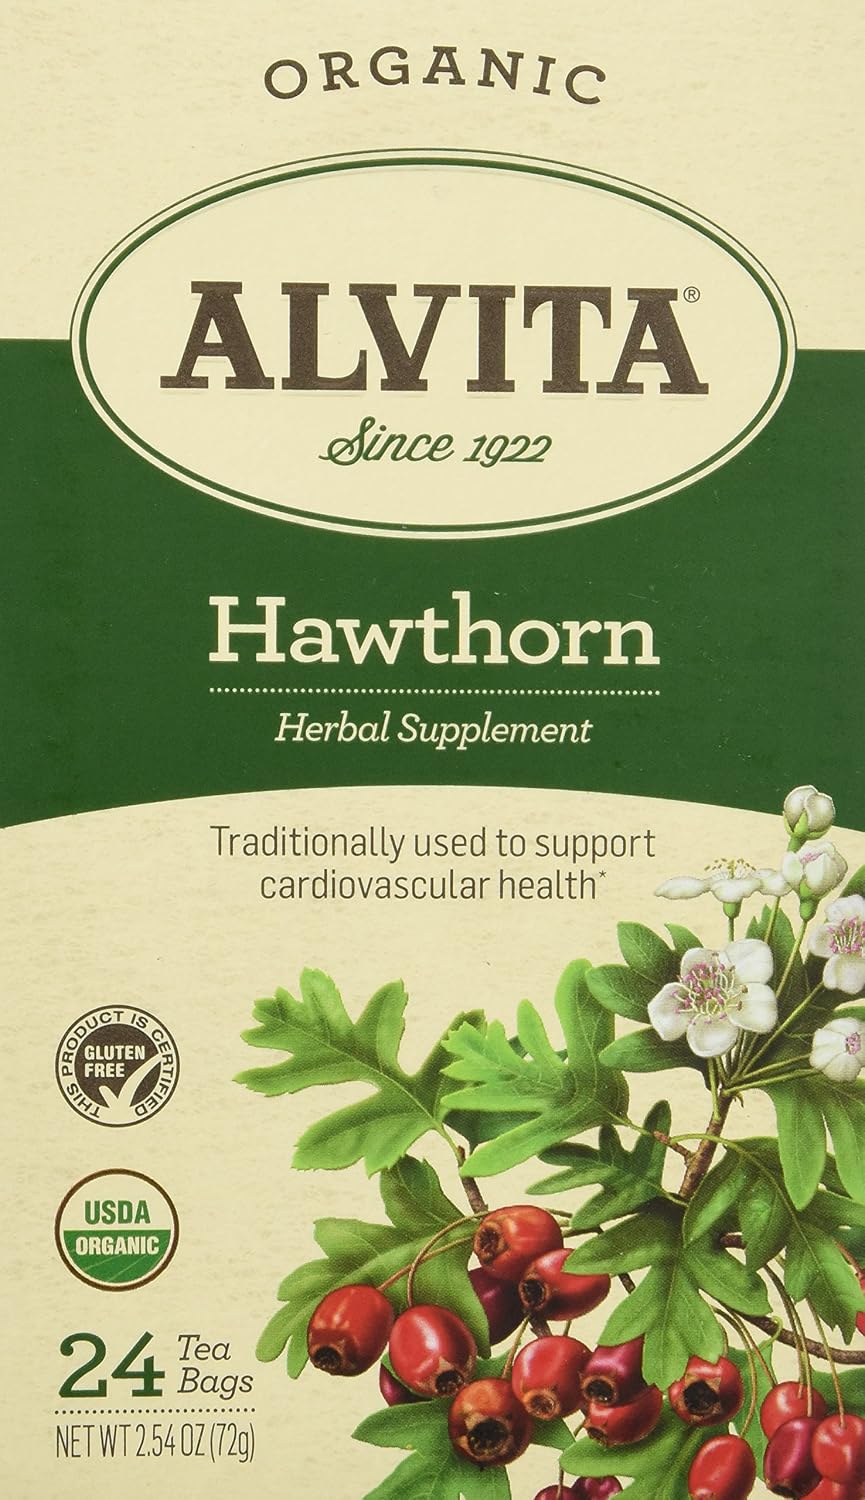 ORGANIC
ALVITA®
Since 1922
Hawthorn
Herbal Supplement
Traditionally used to support
cardiovascular health*
THIS PRODUCT IS CERTIFIED
GLUTEN
FREE
USDA
ORGANIC
24 Tea
Bags
NET WT 2.54 OZ (72g)